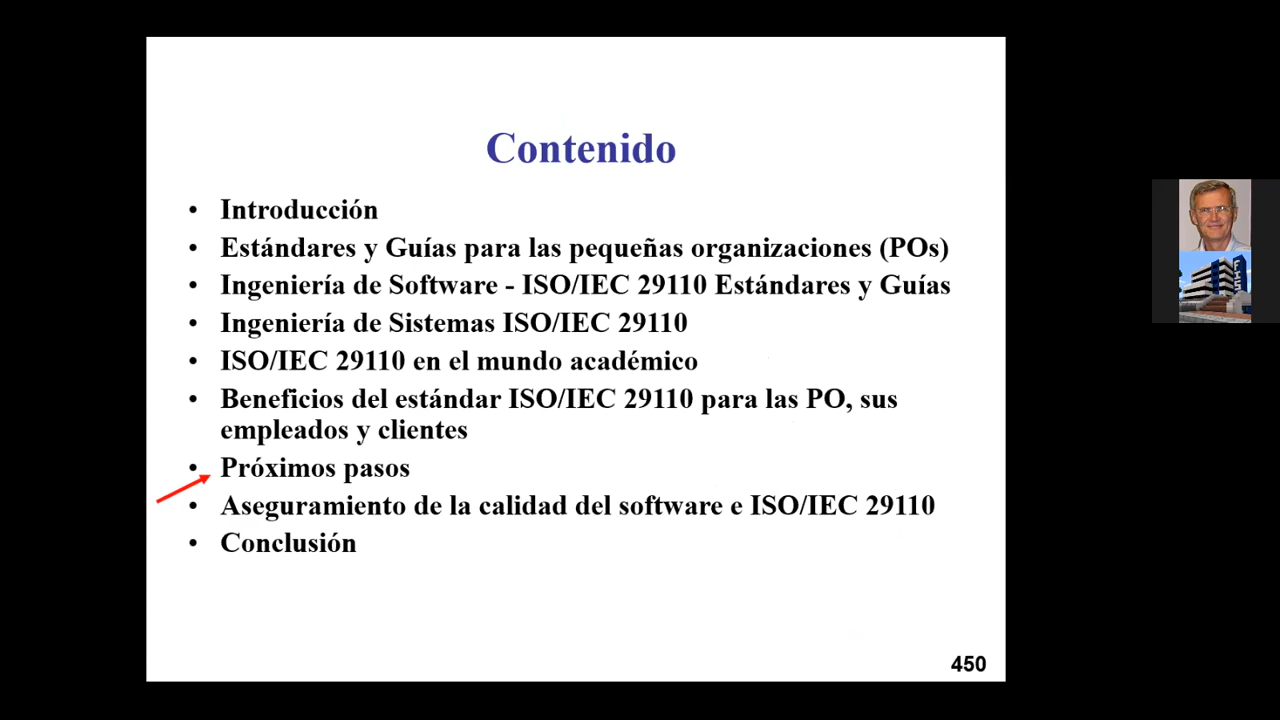 Contenido
• Introducción
• Estándares y Guías para las pequeñas organizaciones (POs)
• Ingeniería de Software - ISO/IEC 29110 Estándares y Guías
• Ingeniería de Sistemas ISO/IEC 29110
• ISO/IEC 29110 en el mundo académico
• Beneficios del estándar ISO/IEC 29110 para las PO, sus
empleados y clientes
• Próximos pasos
• Aseguramiento de la calidad del software e ISO/IEC 29110
• Conclusión
450